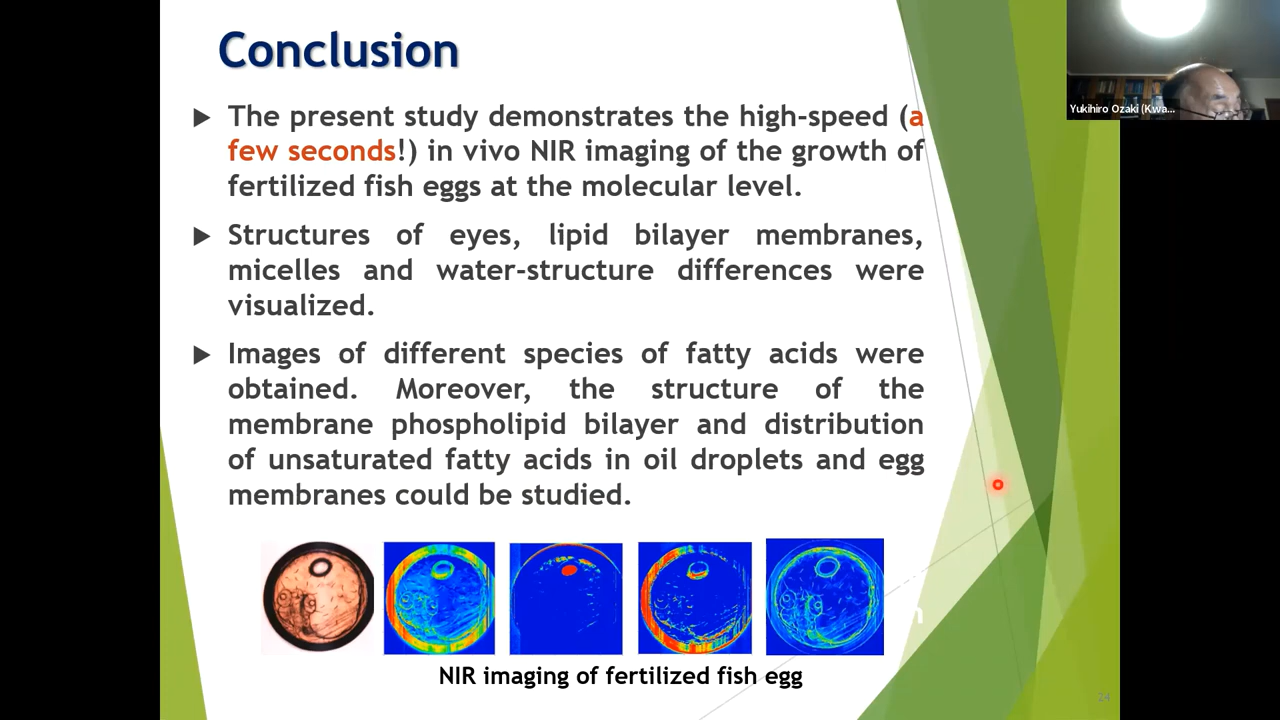 Conclusion
The present study demonstrates the high-speed (a
few seconds!) in vivo NIR imaging of the growth of
fertilized fish eggs at the molecular level.
Structures of eyes, lipid bilayer membranes,
micelles and water-structure differences were
visualized.
Images of different species of fatty acids were
obtained. Moreover, the structure of the
membrane phospholipid bilayer and distribution
of unsaturated fatty acids in oil droplets and egg
membranes could be studied.
NIR imaging of fertilized fish egg
24
Yukihiro Ozaki (Kwa...